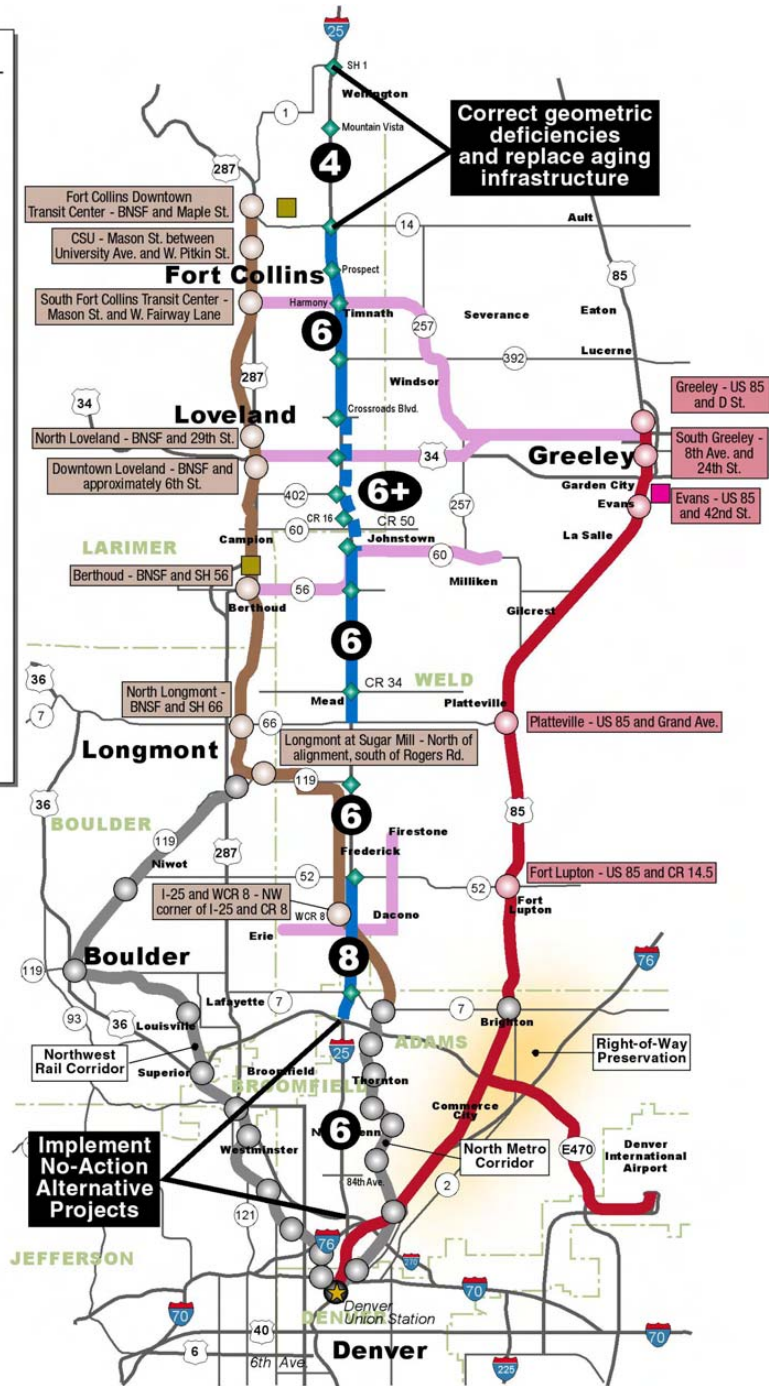 25
SH 1
Wellington
1
Mountain Vista
Correct geometric
deficiencies
and replace aging
infrastructure
4
287
Fort Collins Downtown
Transit Center - BNSF and Maple St.
14
Ault
CSU - Mason St. between
University Ave. and W. Pitkin St.
85
Fort Collins
Prospect
South Fort Collins Transit Center -
Mason St. and W. Fairway Lane
Harmony
Timnath
Severance
Eaton
257
6
392
Lucerne
287
Windsor
34
Loveland
Crossroads Blvd.
Greeley - US 85
and D St.
North Loveland - BNSF and 29th St.
34
Greeley
South Greeley -
8th Ave. and
24th St.
Downtown Loveland - BNSF and
approximately 6th St.
402
6+
257
Garden City
Evans
Evans - US 85
and 42nd St.
CR 16
CR 50
60
Campion
Johnstown
La Salle
LARIMER
60
Milliken
Berthoud - BNSF and SH 56
56
Berthoud
Gilcrest
6
36
7
WELD
CR 34
Mead
Platteville
North Longmont -
BNSF and SH 66
66
Platteville - US 85 and Grand Ave.
Longmont
Longmont at Sugar Mill - North of
alignment, south of Rogers Rd.
119
36
85
BOULDER
6
Firestone
119
287
Frederick
Niwot
52
52
Fort Lupton - US 85 and CR 14.5
I-25 and WCR 8 - NW
corner of I-25 and CR 8
WCR 8
Dacono
Fort
Lupton
Erie
Boulder
8
76
119
Lafayette
7
7
93
36
Louisville
Brighton
ADAMS
25
Northwest
Rail Corridor
Right-of-Way
Preservation
Superior
Broomfield
BROOMFIELD
Thornton
Commerce
City
6
Implement
No-Action
Alternative
Projects
Westminster
North Metro
Corridor
E470
Denver
International
Airport
84th Ave.
2
121
76
JEFFERSON
270
70
70
Denver
Union Station
DENVER
40
70
6
6th Ave.
Denver
225